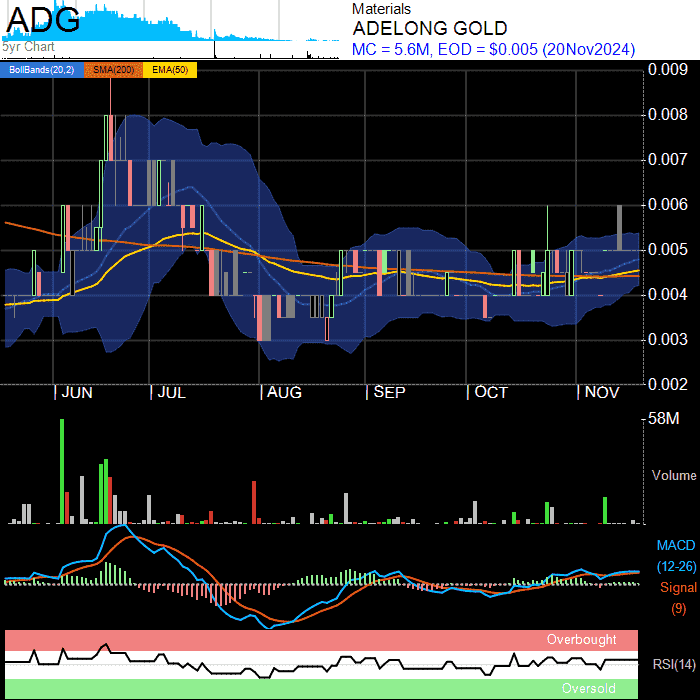 ADG
5yr Chart
Materials
ADELONG GOLD
MC = 5.6M, EOD = $0.005 (20Nov2024)
BollBands(20,2) SMA(200) EMA(50)
0.009
0.008
0.007
0.006
0.005
0.004
0.003
0.002
JUN JUL AUG SEP OCT NOV
58M
Volume
MACD
(12-26)
Signal
(9)
Overbought
RSI(14)
Oversold